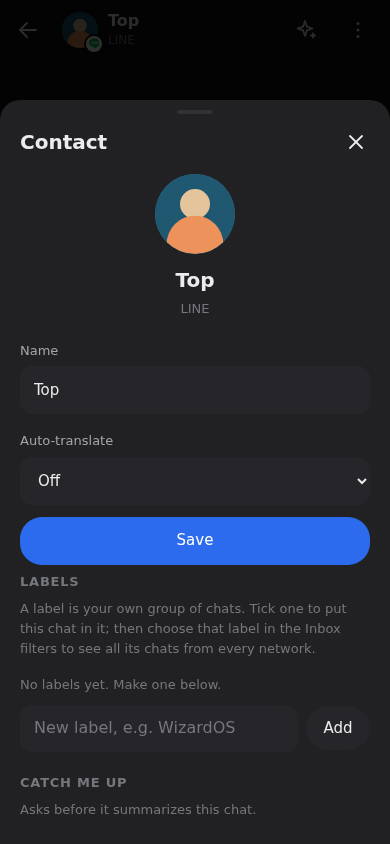 Top
LINE
Contact
Top
LINE
Name
Top
Auto-translate
Off
Save
LABELS
A label is your own group of chats. Tick one to put
this chat in it; then choose that label in the Inbox
filters to see all its chats from every network.
No labels yet. Make one below.
New label, e.g. WizardOS
Add
CATCH ME UP
Asks before it summarizes this chat.